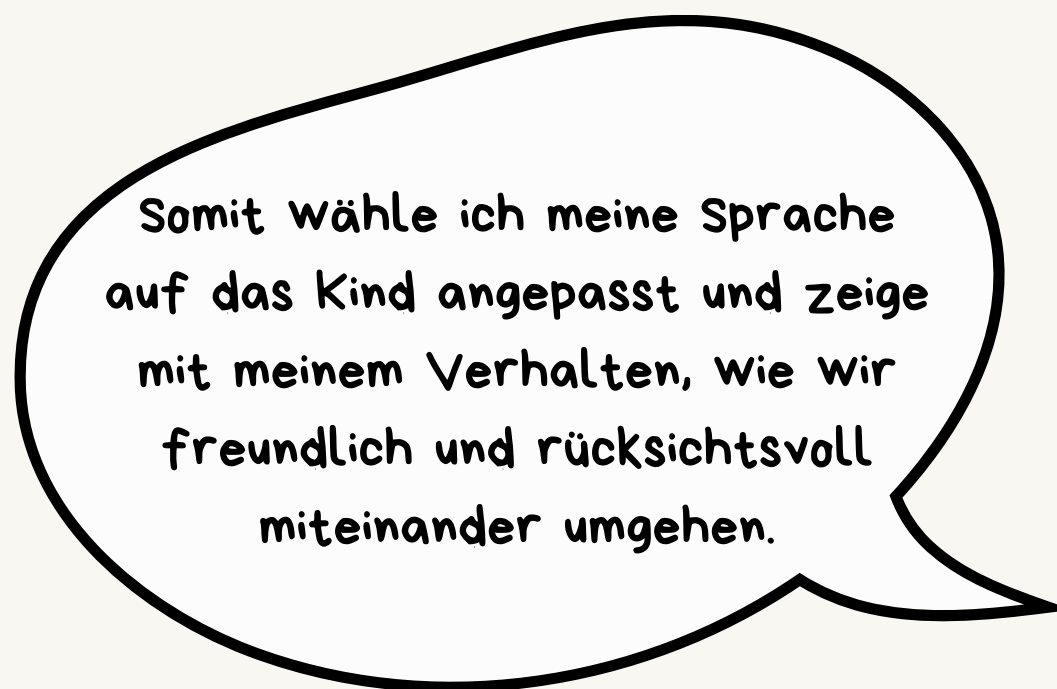 Somit wähle ich meine Sprache
auf das Kind angepasst und zeige
mit meinem Verhalten, wie wir
freundlich und rücksichtsvoll
miteinander umgehen.